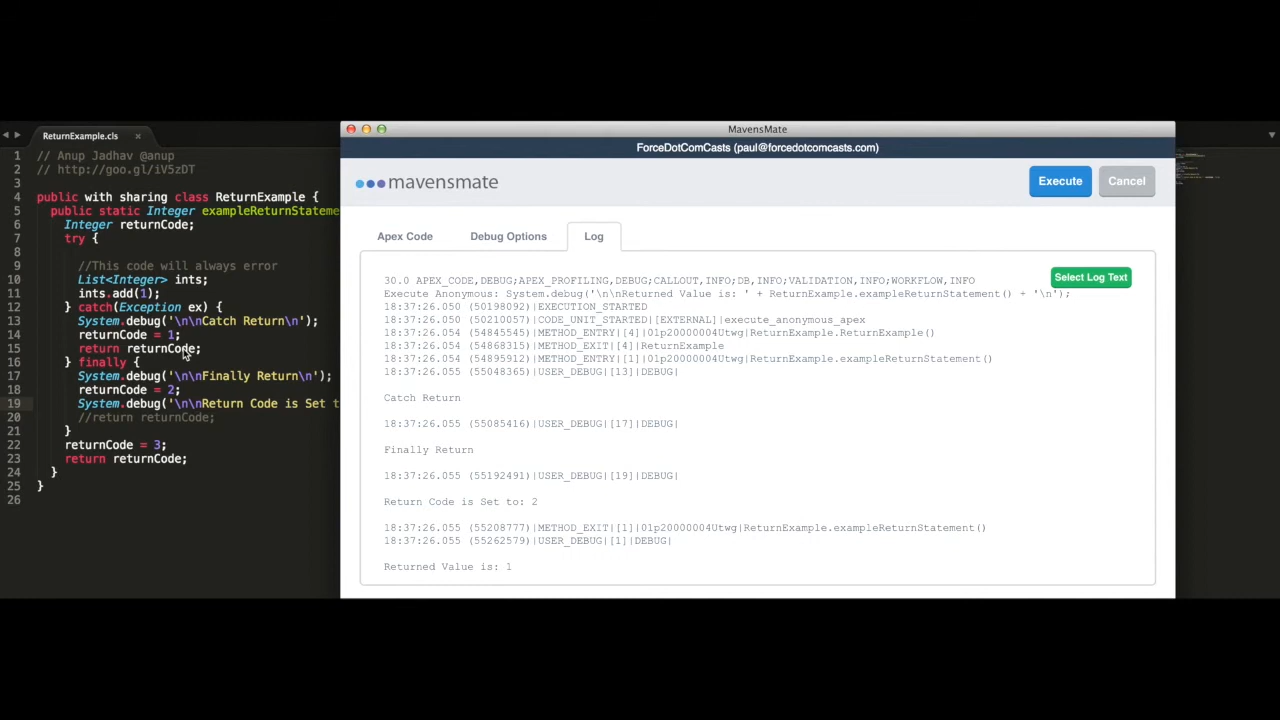 ReturnExample.cls
1 // Anup Jadhav @anup
2 // http://goo.gl/iV5zDT
3
4 public with sharing class ReturnExample {
5 public static Integer exampleReturnStateme
6 Integer returnCode;
7 try {
8
9 //This code will always error
10 List<Integer> ints;
11 ints.add(1);
12 } catch(Exception ex) {
13 System.debug('\n\nCatch Return\n');
14 returnCode = 1;
15 return returnCode;
16 } finally {
17 System.debug('\n\nFinally Return\n');
18 returnCode = 2;
19 System.debug('\n\nReturn Code is Set t
20 //return returnCode;
21 }
22 returnCode = 3;
23 return returnCode;
24 }
25 }
26
MavensMate
ForceDotComCasts (paul@forcedotcomcasts.com)
mavensmate
Execute Cancel
Apex Code Debug Options Log
Select Log Text
30.0 APEX_CODE,DEBUG;APEX_PROFILING,DEBUG;CALLOUT,INFO;DB,INFO;VALIDATION,INFO;WORKFLOW,INFO
Execute Anonymous: System.debug('\n\nReturned Value is: ' + ReturnExample.exampleReturnStatement() + '\n');
18:37:26.050 (50198092)|EXECUTION_STARTED
18:37:26.050 (50210057)|CODE_UNIT_STARTED|[EXTERNAL]|execute_anonymous_apex
18:37:26.054 (54845545)|METHOD_ENTRY|[4]|01p20000004Utwg|ReturnExample.ReturnExample()
18:37:26.054 (54868315)|METHOD_EXIT|[4]|ReturnExample
18:37:26.054 (54895912)|METHOD_ENTRY|[1]|01p20000004Utwg|ReturnExample.exampleReturnStatement()
18:37:26.055 (55048365)|USER_DEBUG|[13]|DEBUG|
Catch Return
18:37:26.055 (55085416)|USER_DEBUG|[17]|DEBUG|
Finally Return
18:37:26.055 (55192491)|USER_DEBUG|[19]|DEBUG|
Return Code is Set to: 2
18:37:26.055 (55208777)|METHOD_EXIT|[1]|01p20000004Utwg|ReturnExample.exampleReturnStatement()
18:37:26.055 (55262579)|USER_DEBUG|[1]|DEBUG|
Returned Value is: 1